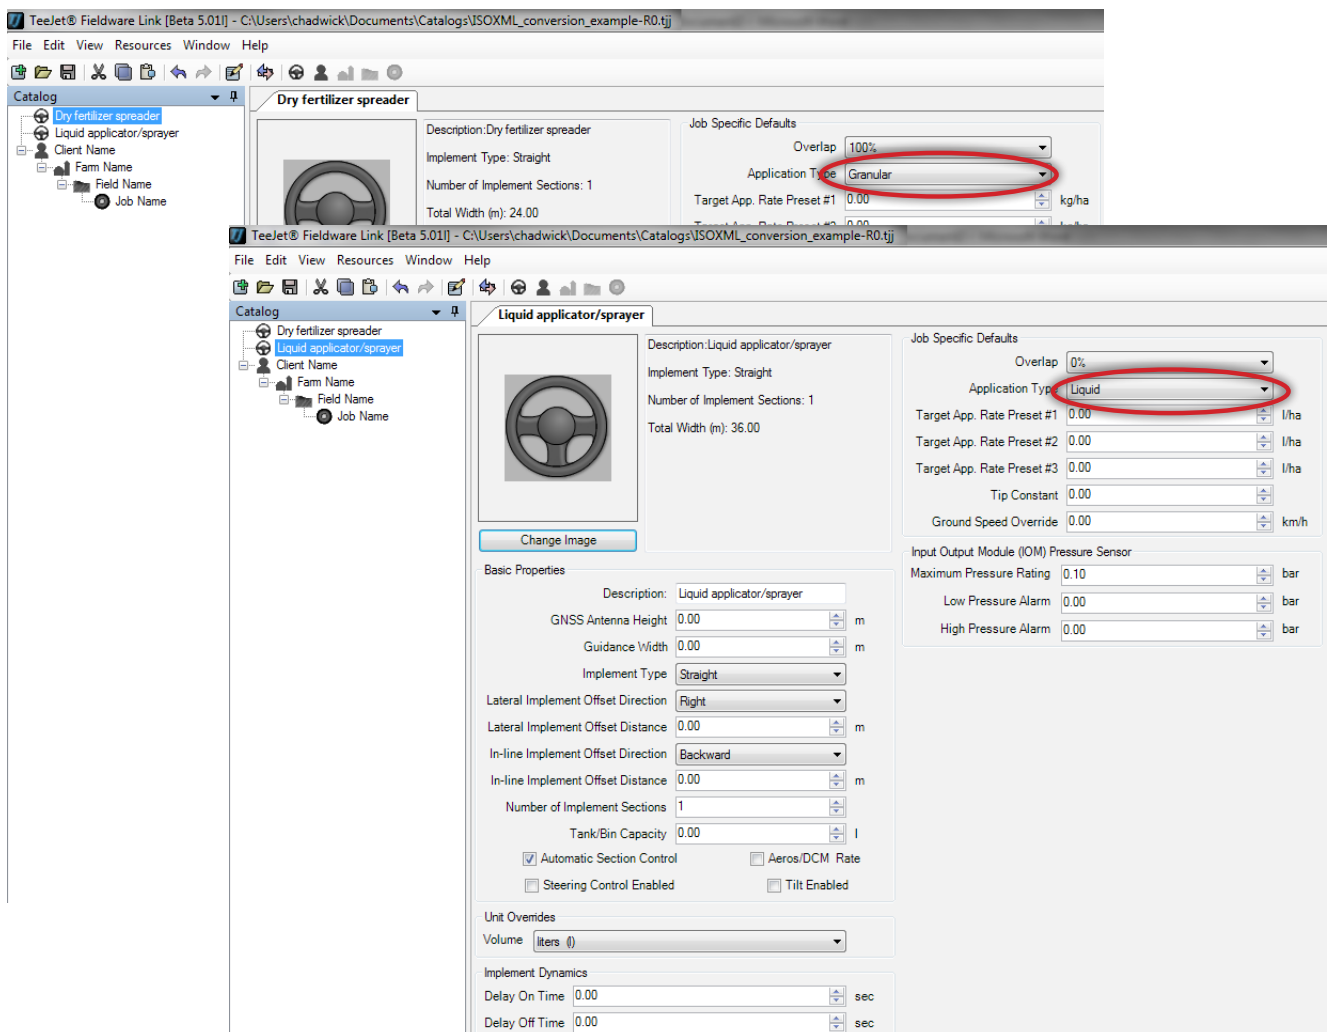 TeeJet® Fieldware Link [Beta 5.01l] - C:\Users\chadwick\Documents\Catalogs\ISOXML_conversion_example-R0.tjj
File Edit View Resources Window Help
Catalog
Dry fertilizer spreader
Liquid applicator/sprayer
Client Name
Farm Name
Field Name
Job Name
Dry fertilizer spreader
Description:Dry fertilizer spreader
Implement Type: Straight
Number of Implement Sections: 1
Total Width (m): 24.00
Job Specific Defaults
Overlap 100%
Application Type Granular
Target App. Rate Preset #1 0.00 kg/ha
Target App. Rate Preset #2 0.00 kg/ha
TeeJet® Fieldware Link [Beta 5.01l] - C:\Users\chadwick\Documents\Catalogs\ISOXML_conversion_example-R0.tjj
File Edit View Resources Window Help
Catalog
Dry fertilizer spreader
Liquid applicator/sprayer
Client Name
Farm Name
Field Name
Job Name
Liquid applicator/sprayer
Description:Liquid applicator/sprayer
Implement Type: Straight
Number of Implement Sections: 1
Total Width (m): 36.00
Change Image
Basic Properties
Description: Liquid applicator/sprayer
GNSS Antenna Height 0.00 m
Guidance Width 0.00 m
Implement Type Straight
Lateral Implement Offset Direction Right
Lateral Implement Offset Distance 0.00 m
In-line Implement Offset Direction Backward
In-line Implement Offset Distance 0.00 m
Number of Implement Sections 1
Tank/Bin Capacity 0.00 l
Automatic Section Control Aeros/DCM Rate
Steering Control Enabled Tilt Enabled
Unit Overrides
Volume liters (l)
Implement Dynamics
Delay On Time 0.00 sec
Delay Off Time 0.00 sec
Job Specific Defaults
Overlap 0%
Application Type Liquid
Target App. Rate Preset #1 0.00 l/ha
Target App. Rate Preset #2 0.00 l/ha
Target App. Rate Preset #3 0.00 l/ha
Tip Constant 0.00
Ground Speed Override 0.00 km/h
Input Output Module (IOM) Pressure Sensor
Maximum Pressure Rating 0.10 bar
Low Pressure Alarm 0.00 bar
High Pressure Alarm 0.00 bar